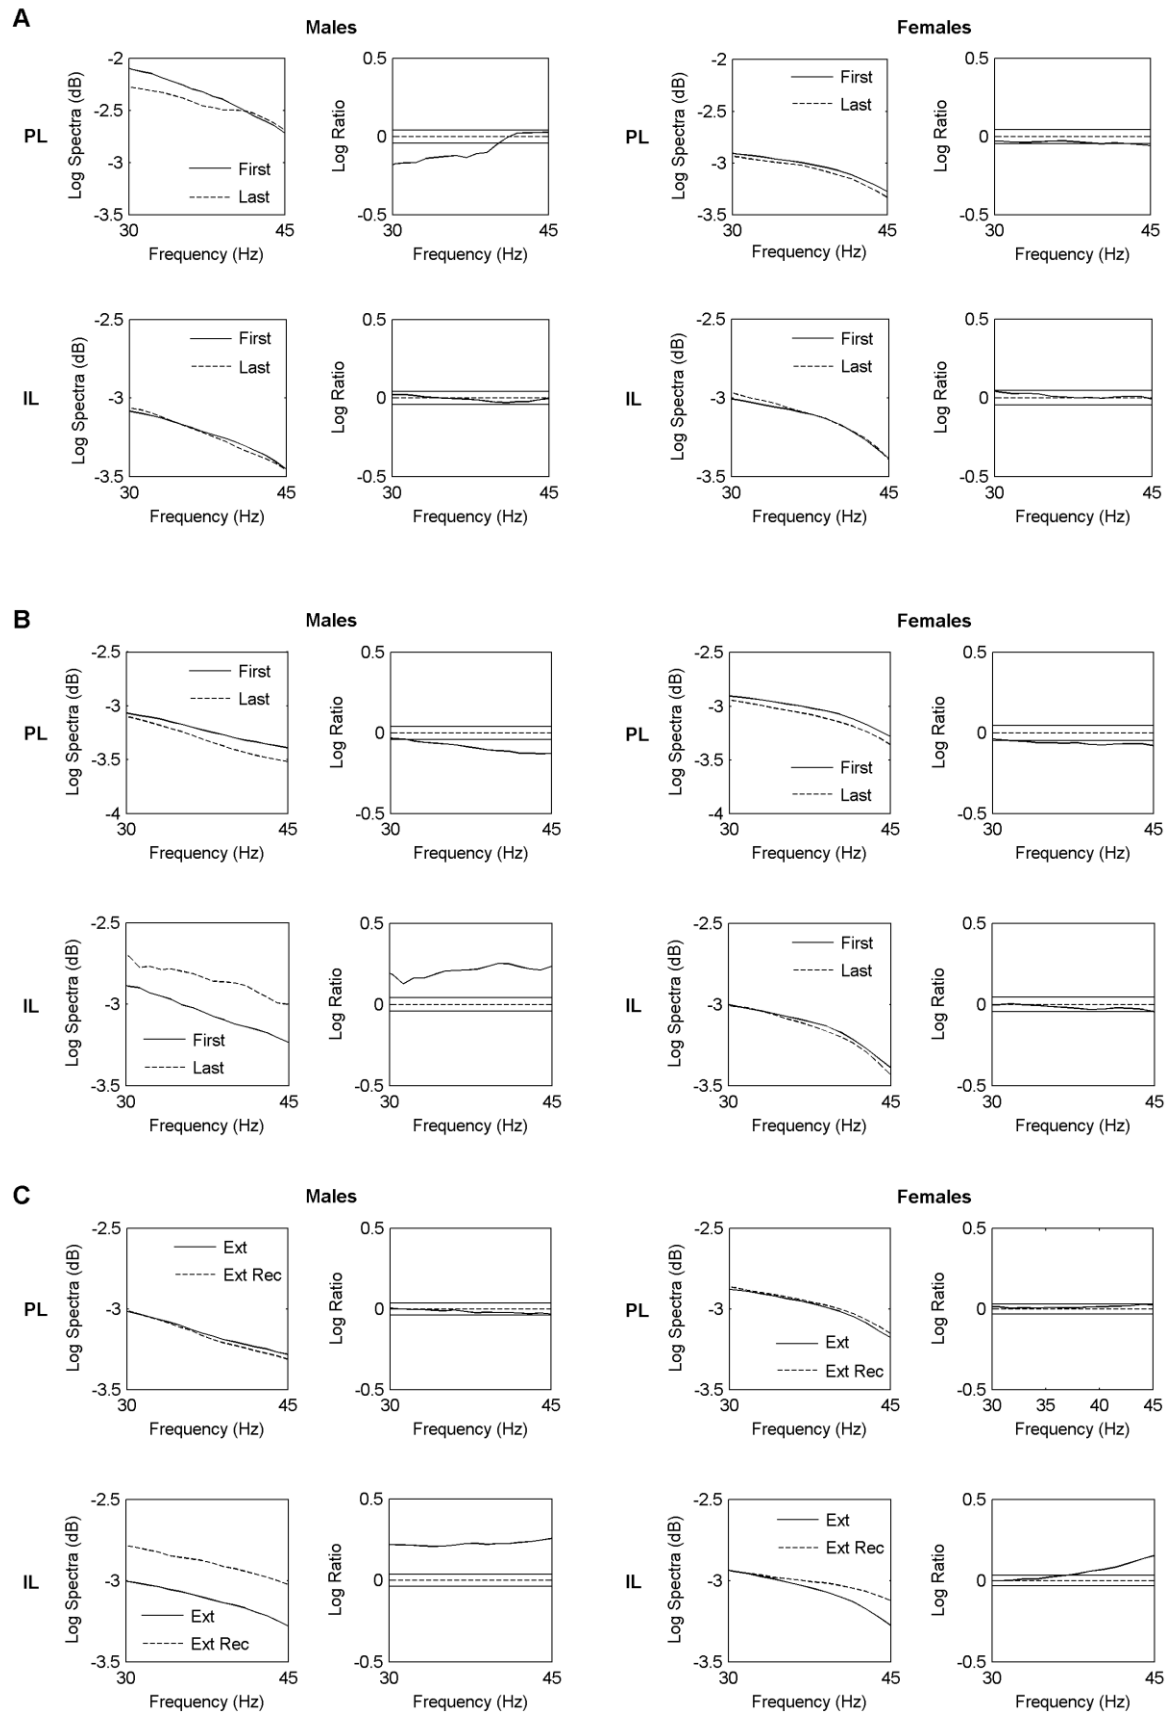 A
Males
Females
PL
Log Spectra (dB)
-2
-2.5
-3
-3.5
First
Last
30
45
Frequency (Hz)
Log Ratio
0.5
0
-0.5
30
45
Frequency (Hz)
PL
Log Spectra (dB)
-2
-2.5
-3
-3.5
First
Last
30
45
Frequency (Hz)
Log Ratio
0.5
0
-0.5
30
45
Frequency (Hz)
IL
Log Spectra (dB)
-2.5
-3
-3.5
First
Last
30
45
Frequency (Hz)
Log Ratio
0.5
0
-0.5
30
45
Frequency (Hz)
IL
Log Spectra (dB)
-2.5
-3
-3.5
First
Last
30
45
Frequency (Hz)
Log Ratio
0.5
0
-0.5
30
45
Frequency (Hz)
B
Males
Females
PL
Log Spectra (dB)
-2.5
-3
-3.5
-4
First
Last
30
45
Frequency (Hz)
Log Ratio
0.5
0
-0.5
30
45
Frequency (Hz)
PL
Log Spectra (dB)
-2.5
-3
-3.5
-4
First
Last
30
45
Frequency (Hz)
Log Ratio
0.5
0
-0.5
30
45
Frequency (Hz)
IL
Log Spectra (dB)
-2.5
-3
-3.5
First
Last
30
45
Frequency (Hz)
Log Ratio
0.5
0
-0.5
30
45
Frequency (Hz)
IL
Log Spectra (dB)
-2.5
-3
-3.5
First
Last
30
45
Frequency (Hz)
Log Ratio
0.5
0
-0.5
30
45
Frequency (Hz)
C
Males
Females
PL
Log Spectra (dB)
-2.5
-3
-3.5
Ext
Ext Rec
30
45
Frequency (Hz)
Log Ratio
0.5
0
-0.5
30
45
Frequency (Hz)
PL
Log Spectra (dB)
-2.5
-3
-3.5
Ext
Ext Rec
30
45
Frequency (Hz)
Log Ratio
0.5
0
-0.5
30
35
40
45
Frequency (Hz)
IL
Log Spectra (dB)
-2.5
-3
-3.5
Ext
Ext Rec
30
45
Frequency (Hz)
Log Ratio
0.5
0
-0.5
30
45
Frequency (Hz)
IL
Log Spectra (dB)
-2.5
-3
-3.5
Ext
Ext Rec
30
45
Frequency (Hz)
Log Ratio
0.5
0
-0.5
30
45
Frequency (Hz)